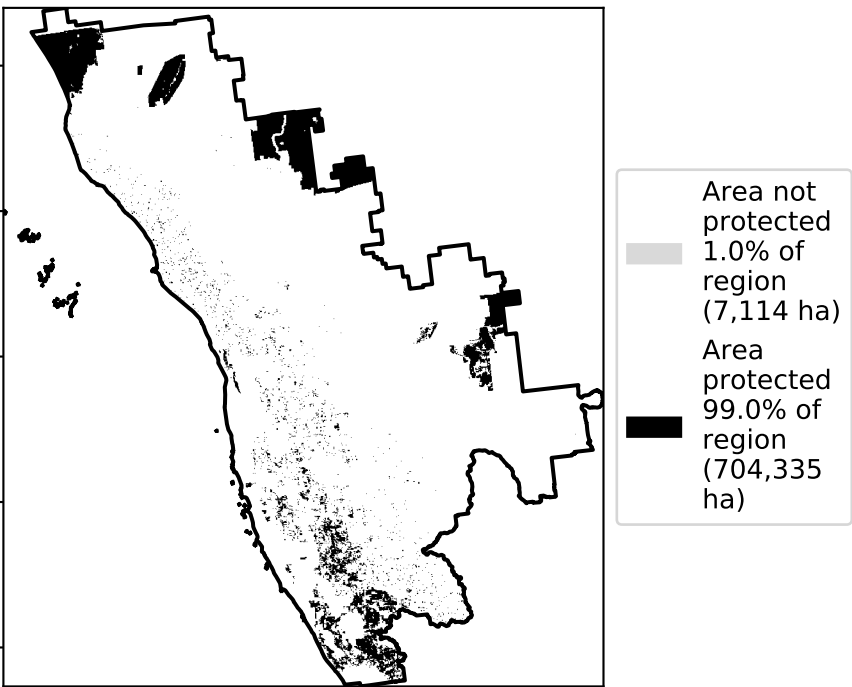 Area not
protected
1.0% of
region
(7,114 ha)
Area
protected
99.0% of
region
(704,335
ha)